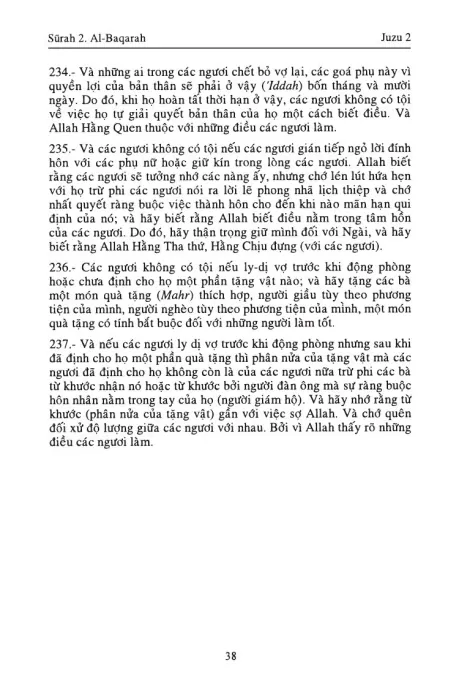 Sūrah 2. Al-Baqarah Juzu 2
234.- Và những ai trong các ngươi chết bỏ vợ lại, các goá phụ này vì
quyền lợi của bản thân sẽ phải ở vậy ('Iddah) bốn tháng và mười
ngày. Do đó, khi họ hoàn tất thời hạn ở vậy, các ngươi không có tội
về việc họ tự giải quyết bản thân của họ một cách biết điều. Và
Allah Hằng Quen thuộc với những điều các ngươi làm.
235.- Và các ngươi không có tội nếu các ngươi gián tiếp ngỏ lời đính
hôn với các phụ nữ hoặc giữ kín trong lòng các ngươi. Allah biết
rằng các ngươi sẽ tưởng nhớ các nàng ấy, nhưng chớ lén lút hứa hẹn
với họ trừ phi các ngươi nói ra lời lẽ phong nhã lịch thiệp và chớ
nhất quyết ràng buộc việc thành hôn cho đến khi nào mãn hạn qui
định của nó; và hãy biết rằng Allah biết điều nằm trong tâm hồn
của các ngươi. Do đó, hãy thận trọng giữ mình đối với Ngài, và hãy
biết rằng Allah Hằng Tha thứ, Hằng Chịu đựng (với các ngươi).
236.- Các ngươi không có tội nếu ly-dị vợ trước khi động phòng
hoặc chưa định cho họ một phần tặng vật nào; và hãy tặng các bà
một món quà tặng (Mahr) thích hợp, người giầu tùy theo phương
tiện của mình, người nghèo tùy theo phương tiện của mình, một món
quà tặng có tính bắt buộc đối với những người làm tốt.
237.- Và nếu các ngươi ly dị vợ trước khi động phòng nhưng sau khi
đã định cho họ một phần quà tặng thì phân nửa của tặng vật mà các
ngươi đã định cho họ không còn là của các ngươi nữa trừ phi các bà
từ khước nhận nó hoặc từ khước bởi người đàn ông mà sự ràng buộc
hôn nhân nằm trong tay của họ (người giám hộ). Và hãy nhớ rằng từ
khước (phân nửa của tặng vật) gần với việc sợ Allah. Và chớ quên
đối xử độ lượng giữa các ngươi với nhau. Bởi vì Allah thấy rõ những
điều các ngươi làm.
38